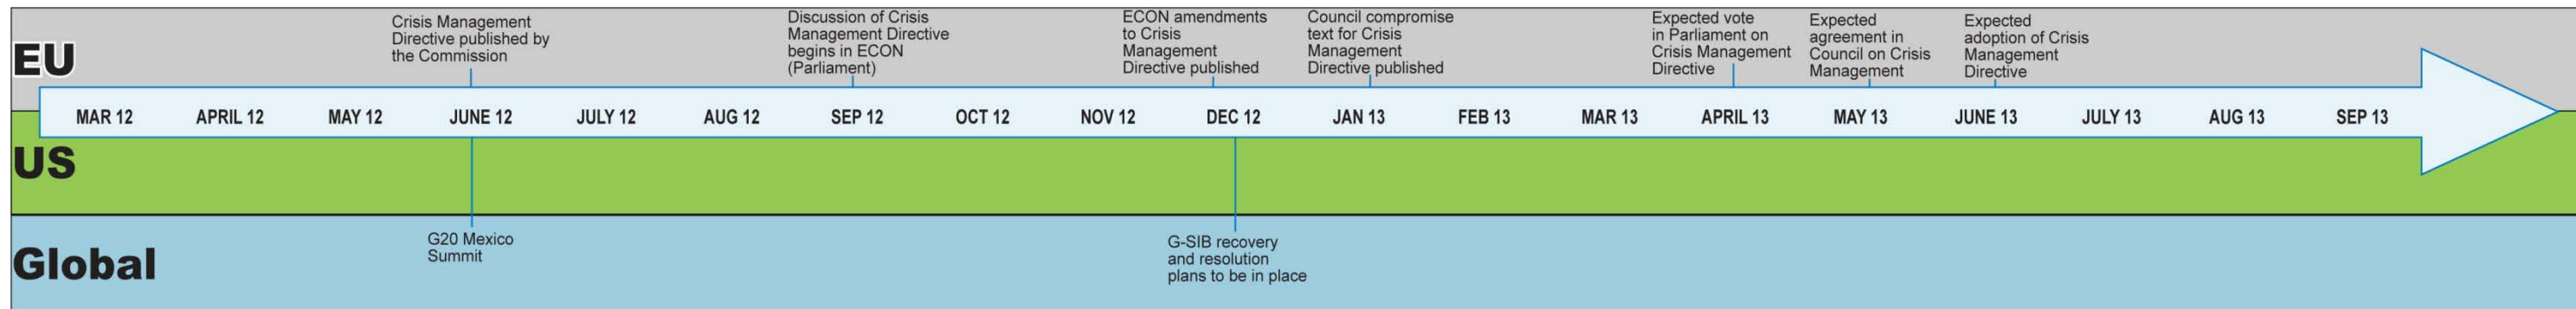 EU
Crisis Management
Directive published by
the Commission
Discussion of Crisis
Management Directive
begins in ECON
(Parliament)
ECON amendments
to Crisis
Management
Directive published
Council compromise
text for Crisis
Management
Directive published
Expected vote
in Parliament on
Crisis Management
Directive
Expected
agreement in
Council on Crisis
Management
Expected
adoption of Crisis
Management
Directive
MAR 12 APRIL 12 MAY 12 JUNE 12 JULY 12 AUG 12 SEP 12 OCT 12 NOV 12 DEC 12 JAN 13 FEB 13 MAR 13 APRIL 13 MAY 13 JUNE 13 JULY 13 AUG 13 SEP 13
US
Global
G20 Mexico
Summit
G-SIB recovery
and resolution
plans to be in place